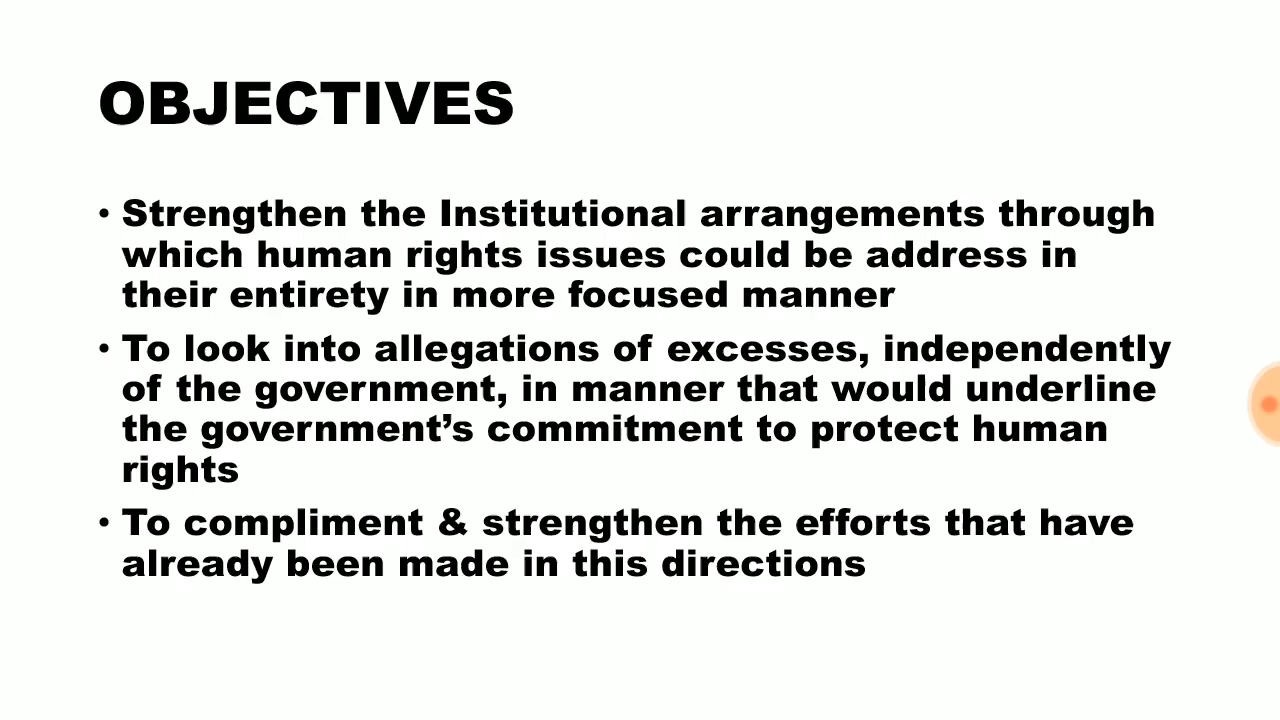 OBJECTIVES
• Strengthen the Institutional arrangements through
which human rights issues could be address in
their entirety in more focused manner
• To look into allegations of excesses, independently
of the government, in manner that would underline
the government’s commitment to protect human
rights
• To compliment & strengthen the efforts that have
already been made in this directions